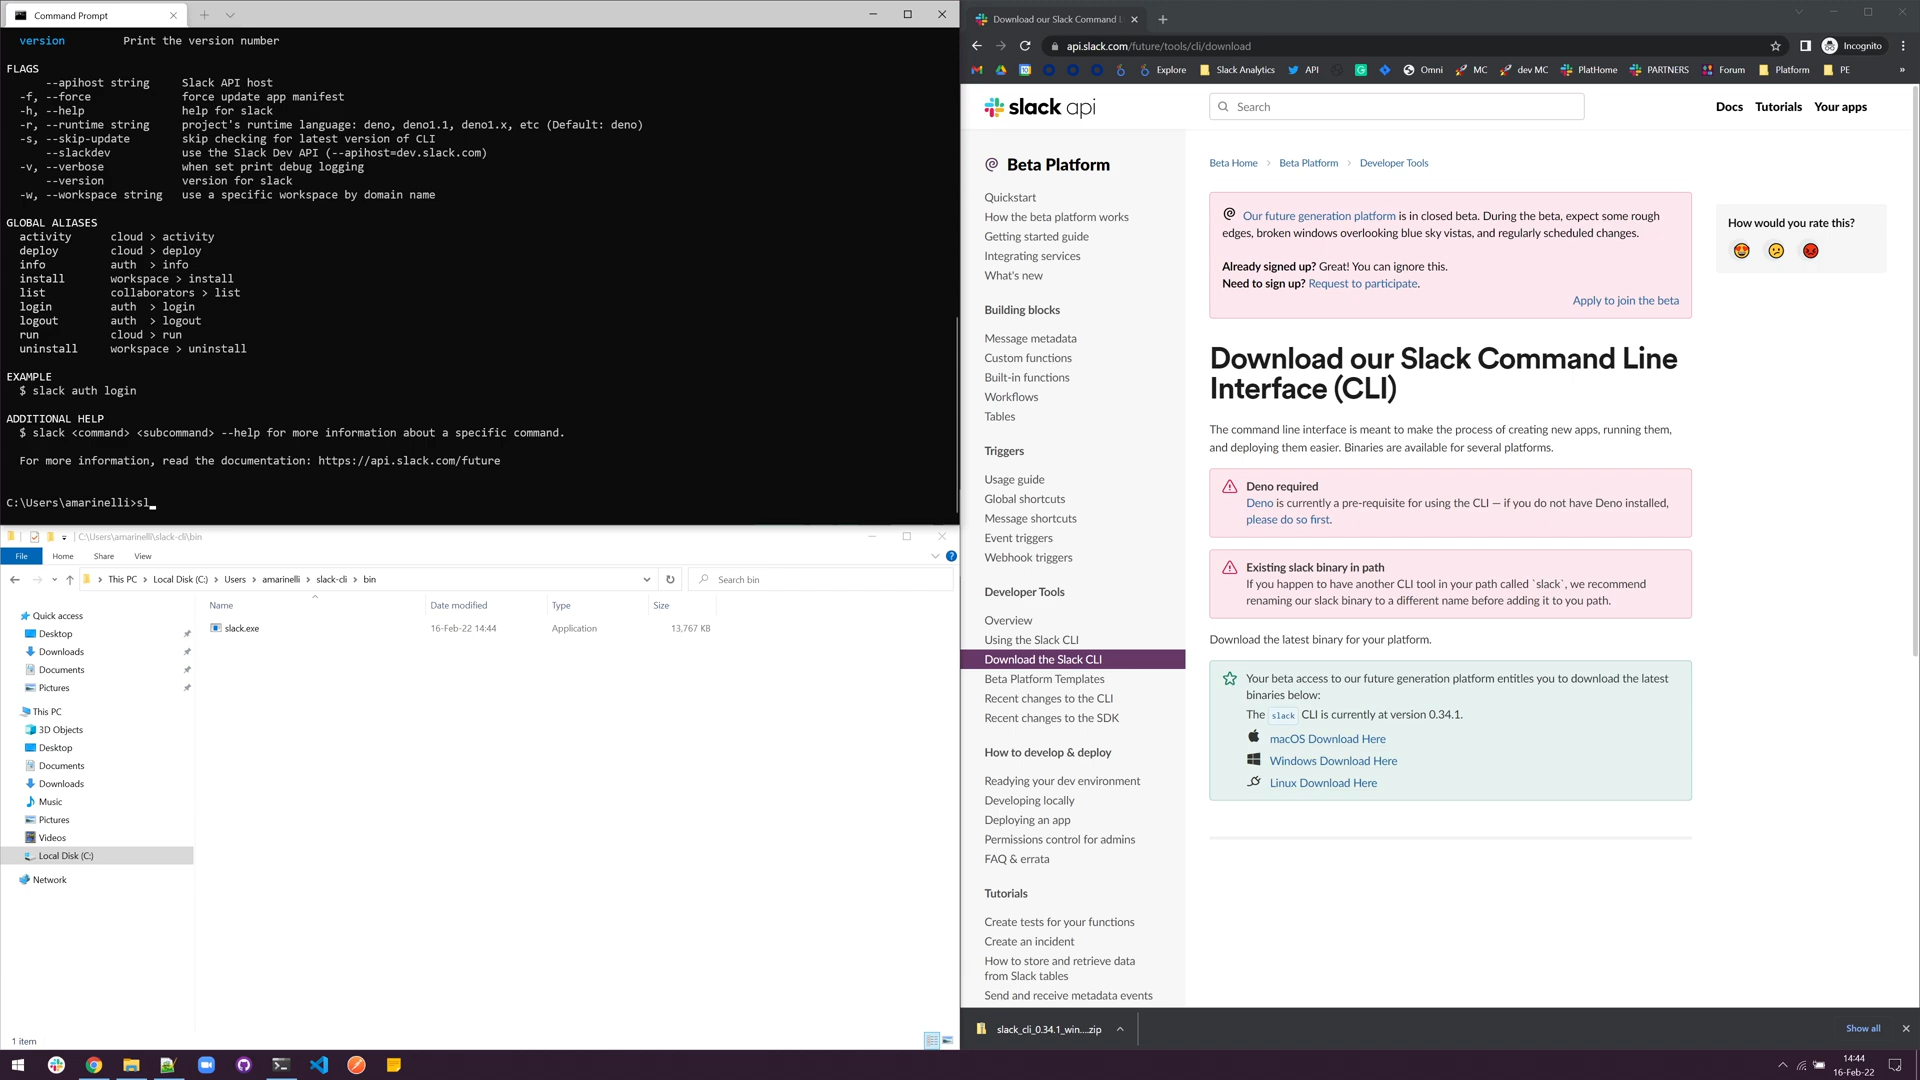 Command Prompt
version Print the version number
FLAGS
--apihost string Slack API host
-f, --force force update app manifest
-h, --help help for slack
-r, --runtime string project's runtime language: deno, deno1.1, deno1.x, etc (Default: deno)
-s, --skip-update skip checking for latest version of CLI
--slackdev use the Slack Dev API (--apihost=dev.slack.com)
-v, --verbose when set print debug logging
--version version for slack
-w, --workspace string use a specific workspace by domain name
GLOBAL ALIASES
activity cloud > activity
deploy cloud > deploy
info auth > info
install workspace > install
list collaborators > list
login auth > login
logout auth > logout
run cloud > run
uninstall workspace > uninstall
EXAMPLE
$ slack auth login
ADDITIONAL HELP
$ slack <command> <subcommand> --help for more information about a specific command.
For more information, read the documentation: https://api.slack.com/future
C:\Users\amarinelli>sl
C:\Users\amarinelli\slack-cli\bin
File Home Share View
This PC > Local Disk (C:) > Users > amarinelli > slack-cli > bin
Search bin
Name Date modified Type Size
slack.exe 16-Feb-22 14:44 Application 13,767 KB
Quick access
Desktop
Downloads
Documents
Pictures
This PC
3D Objects
Desktop
Documents
Downloads
Music
Pictures
Videos
Local Disk (C:)
Network
1 item
Download our Slack Command
api.slack.com/future/tools/cli/download
Incognito
Explore Slack Analytics API Omni MC dev MC PlatHome PARTNERS Forum Platform PE »
slack api
Search
Docs Tutorials Your apps
Beta Platform
Quickstart
How the beta platform works
Getting started guide
Integrating services
What's new
Building blocks
Message metadata
Custom functions
Built-in functions
Workflows
Tables
Triggers
Usage guide
Global shortcuts
Message shortcuts
Event triggers
Webhook triggers
Developer Tools
Overview
Using the Slack CLI
Download the Slack CLI
Beta Platform Templates
Recent changes to the CLI
Recent changes to the SDK
How to develop & deploy
Readying your dev environment
Developing locally
Deploying an app
Permissions control for admins
FAQ & errata
Tutorials
Create tests for your functions
Create an incident
How to store and retrieve data
from Slack tables
Send and receive metadata events
Beta Home > Beta Platform > Developer Tools
Our future generation platform is in closed beta. During the beta, expect some rough
edges, broken windows overlooking blue sky vistas, and regularly scheduled changes.
Already signed up? Great! You can ignore this.
Need to sign up? Request to participate.
Apply to join the beta
How would you rate this?
Download our Slack Command Line
Interface (CLI)
The command line interface is meant to make the process of creating new apps, running them,
and deploying them easier. Binaries are available for several platforms.
Deno required
Deno is currently a pre-requisite for using the CLI — if you do not have Deno installed,
please do so first.
Existing slack binary in path
If you happen to have another CLI tool in your path called `slack`, we recommend
renaming our slack binary to a different name before adding it to you path.
Download the latest binary for your platform.
Your beta access to our future generation platform entitles you to download the latest
binaries below:
The slack CLI is currently at version 0.34.1.
macOS Download Here
Windows Download Here
Linux Download Here
slack_cli_0.34.1_win....zip
Show all
14:44
16-Feb-22